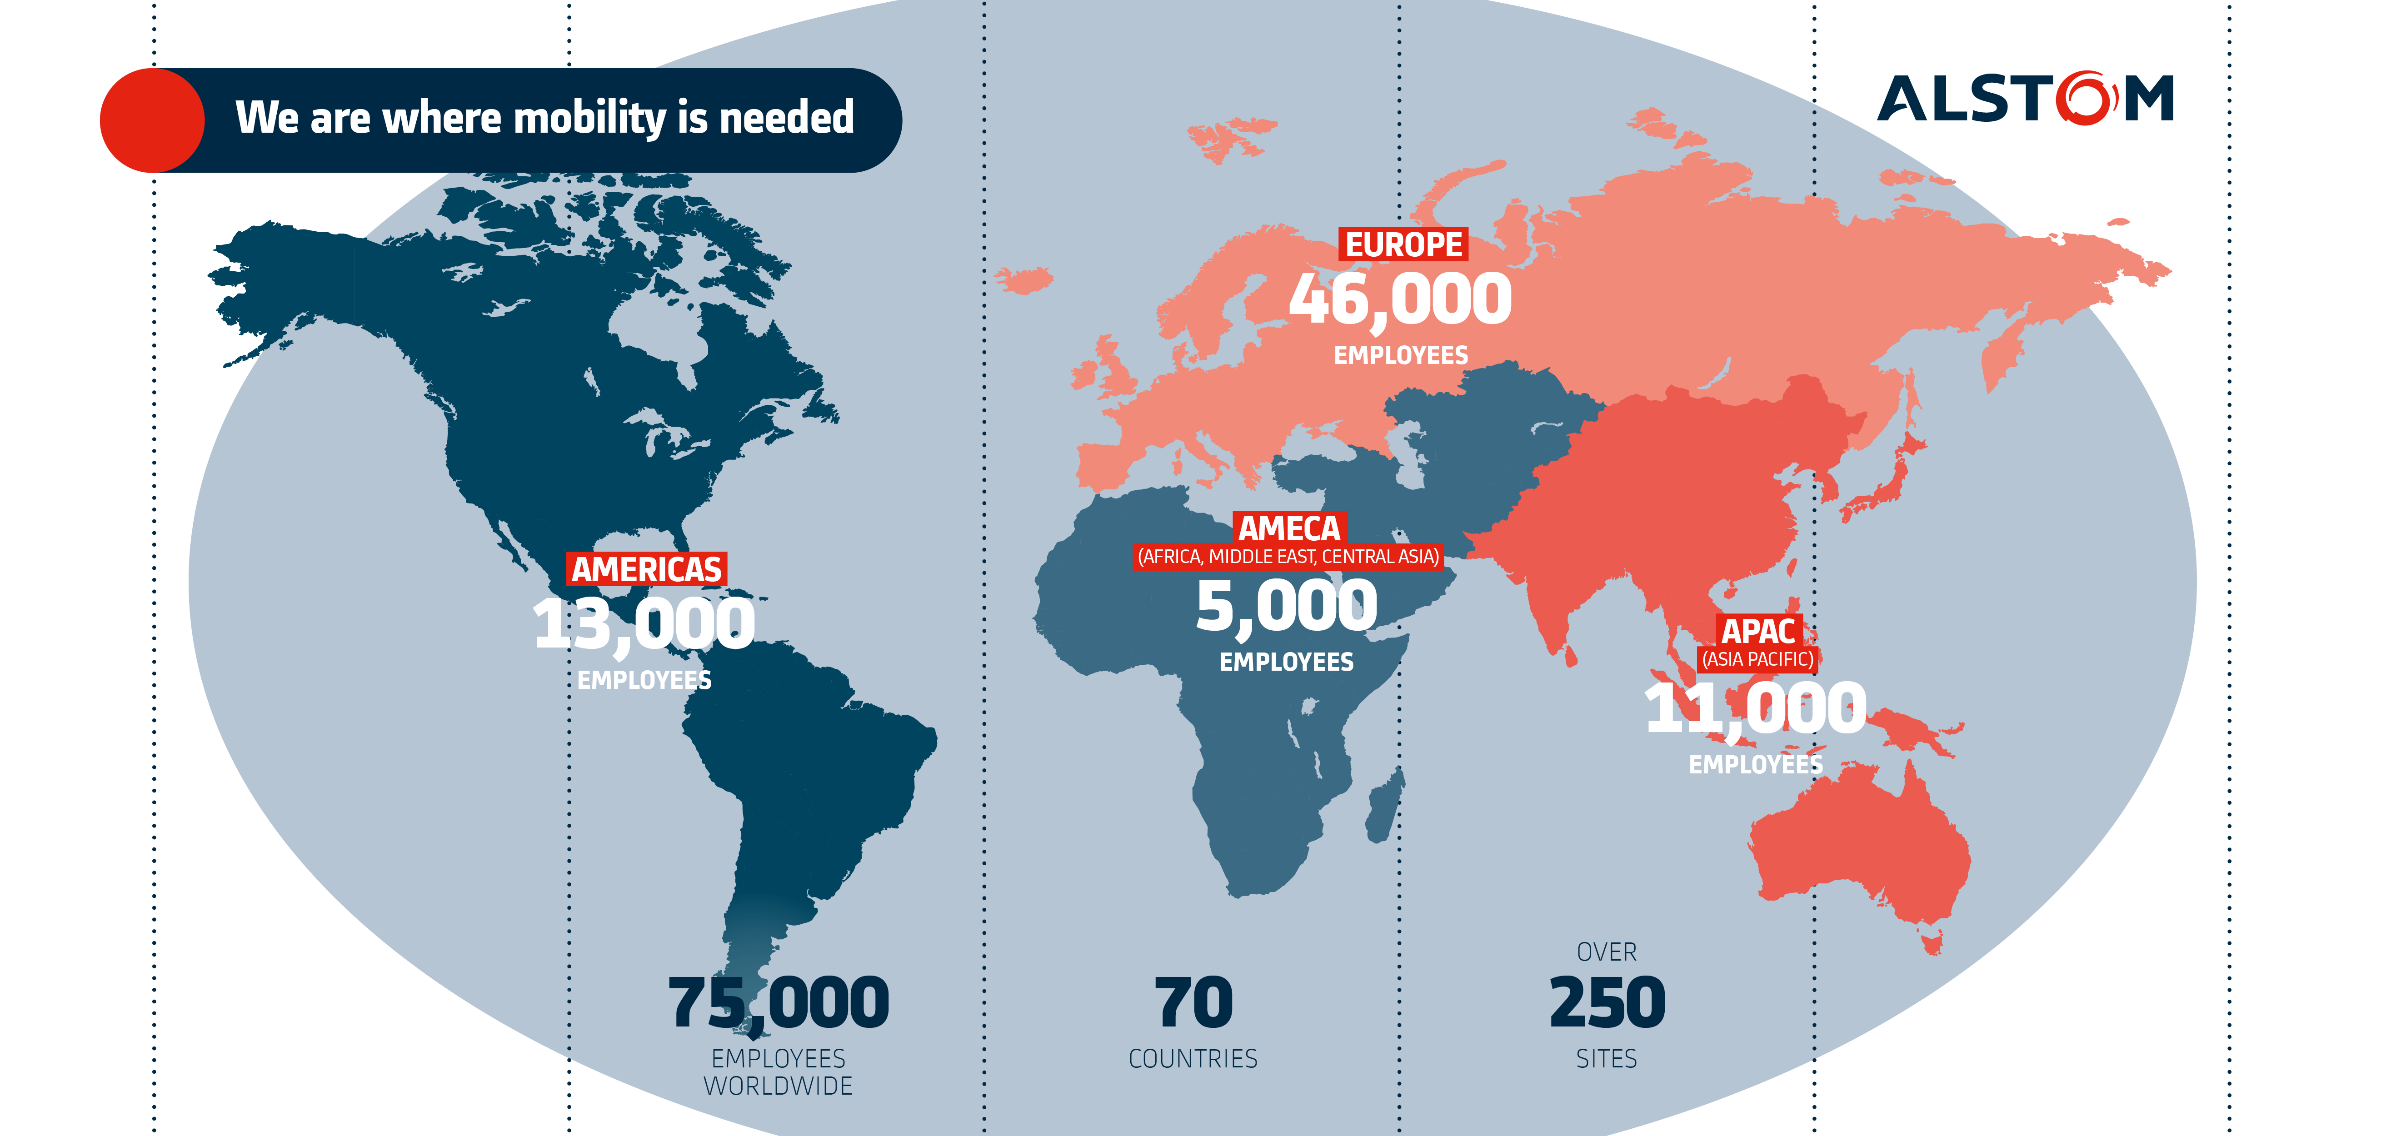 We are where mobility is needed
ALSTOM
EUROPE
46,000
EMPLOYEES
AMECA
(AFRICA, MIDDLE EAST, CENTRAL ASIA)
5,000
EMPLOYEES
AMERICAS
13,000
EMPLOYEES
APAC
(ASIA PACIFIC)
11,000
EMPLOYEES
75,000
EMPLOYEES
WORLDWIDE
70
COUNTRIES
OVER
250
SITES